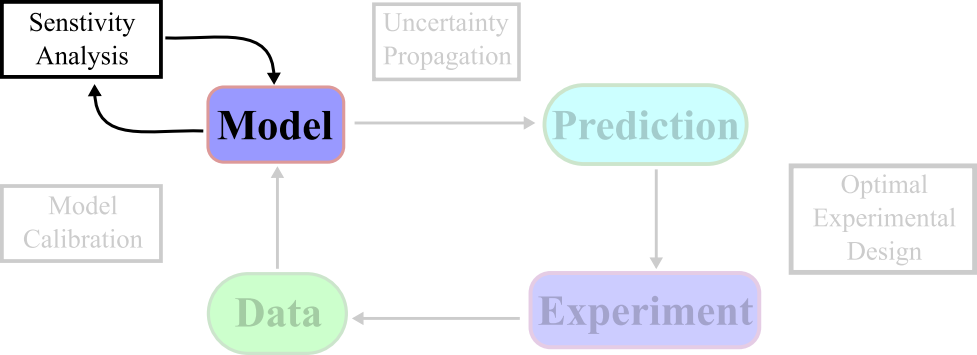 Senstivity
Analysis
Uncertainty
Propagation
Model
Prediction
Model
Calibration
Optimal
Experimental
Design
Data
Experiment